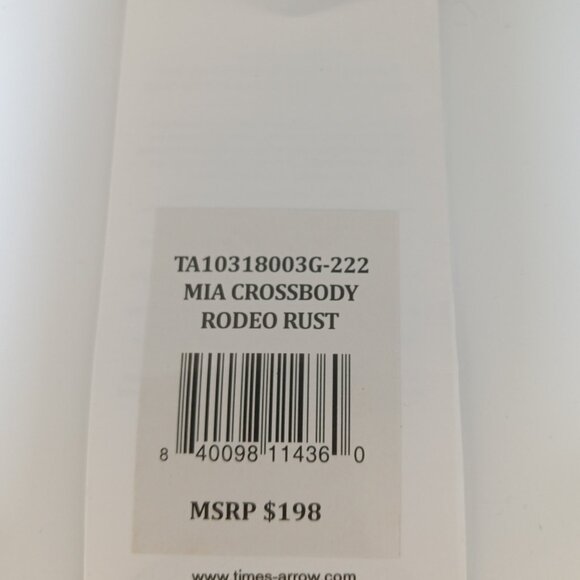 TA10318003G-222
MIA CROSSBODY
RODEO RUST
8 40098 11436 0
MSRP $198
www.times-arrow.com